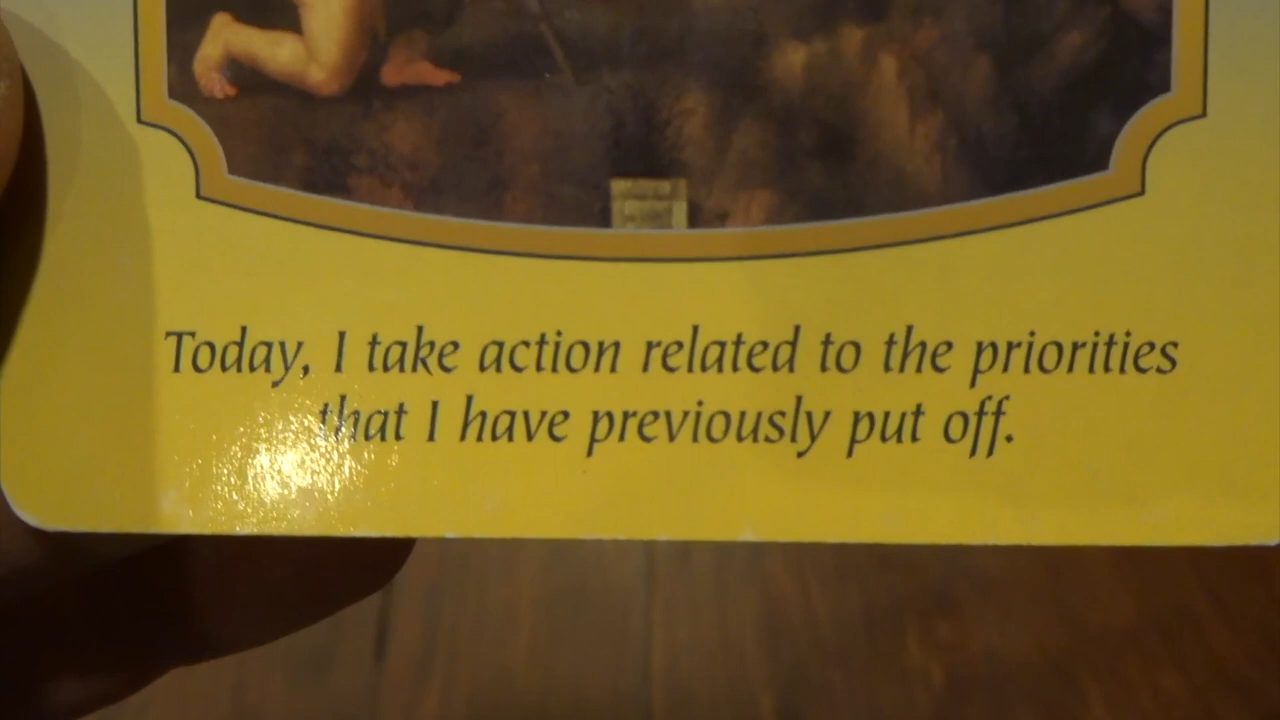 Today, I take action related to the priorities
that I have previously put off.